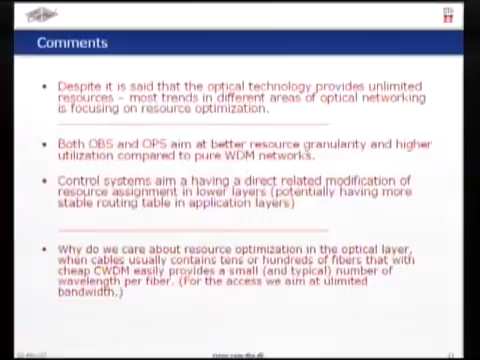 Comments
• Despite it is said that the optical technology provides unlimited
resources – most trends in different areas of optical networking
is focusing on resource optimization.
• Both OBS and OPS aim at better resource granularity and higher
utilization compared to pure WDM networks.
• Control systems aim a having a direct related modification of
resource assignment in lower layers (potentially having more
stable routing table in application layers)
• Why do we care about resource optimization in the optical layer,
when cables usually contains tens or hundreds of fibers that with
cheap CWDM easily provides a small (and typical) number of
wavelength per fiber. (For the access we aim at ulimited
bandwidth.)